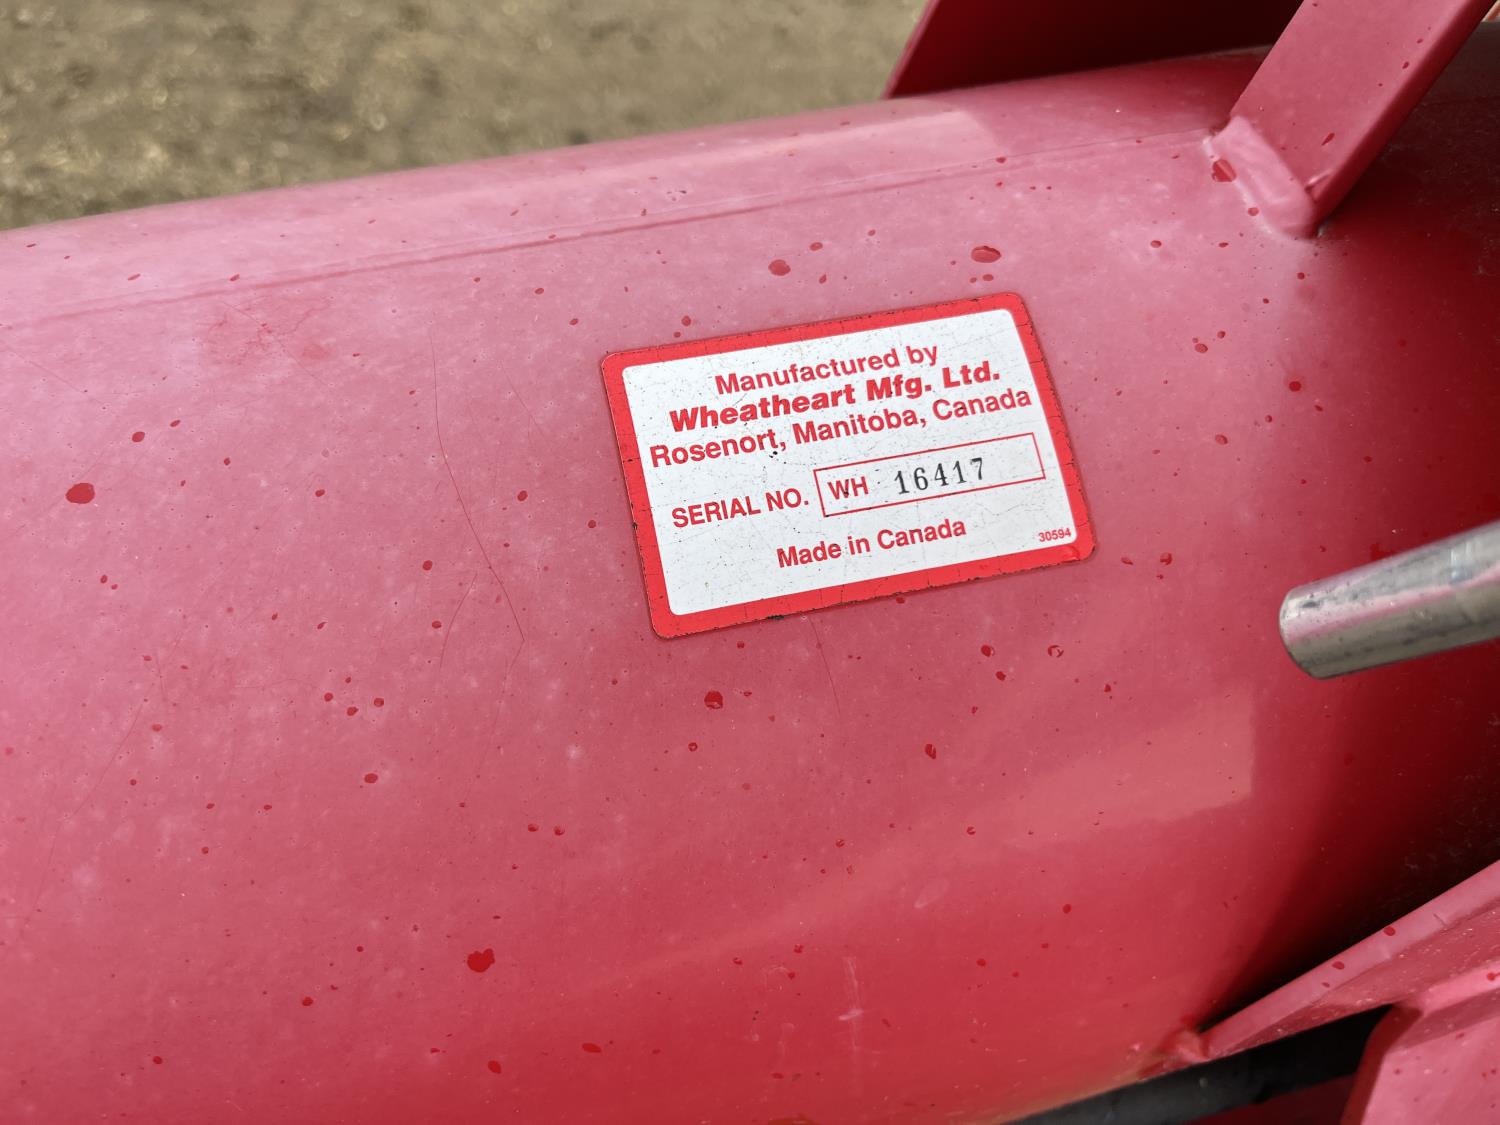 Manufactured by
Wheatheart Mfg. Ltd.
Rosenort, Manitoba, Canada
SERIAL NO. WH 16417
Made in Canada
30594